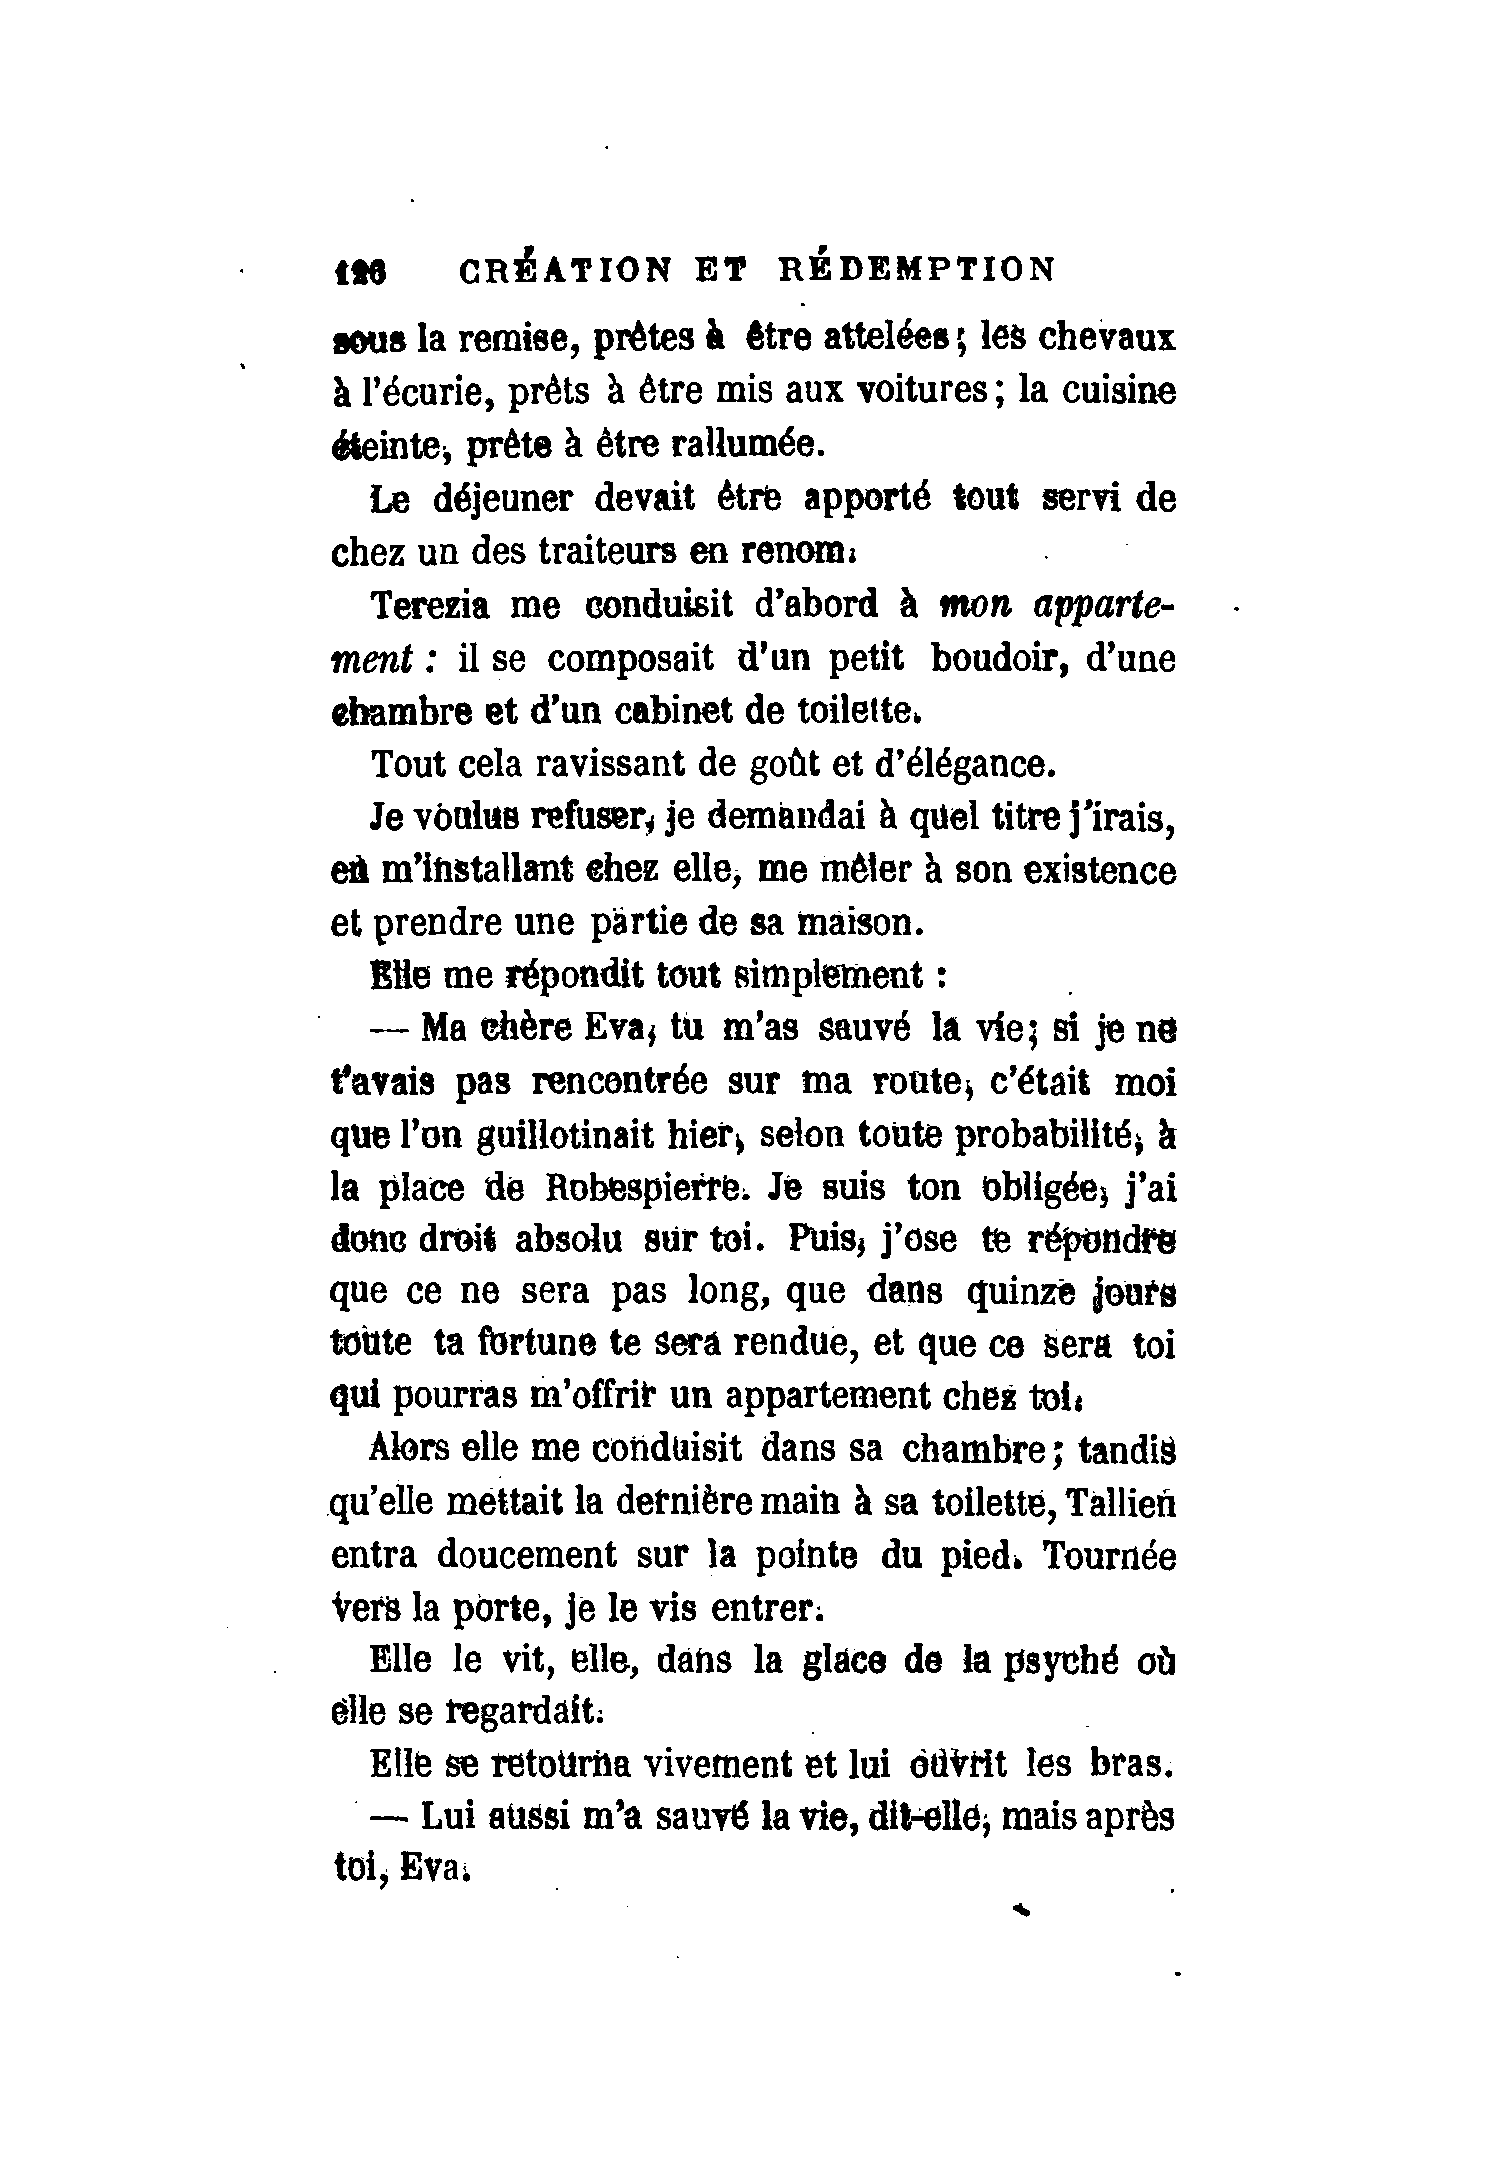 126 CRÉATION ET RÉDEMPTION
sous la remise, prêtes à être attelées; les chevaux
à l'écurie, prêts à être mis aux voitures; la cuisine
éteinte, prête à être rallumée.
Le déjeuner devait être apporté tout servi de
chez un des traiteurs en renom.
Terezia me conduisit d'abord à mon apparte-
ment : il se composait d'un petit boudoir, d'une
chambre et d'un cabinet de toilette.
Tout cela ravissant de goût et d'élégance.
Je voulus refuser, je demandai à quel titre j'irais,
en m'installant chez elle, me mêler à son existence
et prendre une partie de sa maison.
Elle me répondit tout simplement :
— Ma chère Eva, tu m'as sauvé la vie; si je ne
t'avais pas rencontrée sur ma route, c'était moi
que l'on guillotinait hier, selon toute probabilité, à
la place de Robespierre. Je suis ton obligée, j'ai
donc droit absolu sur toi. Puis, j'ose te répondre
que ce ne sera pas long, que dans quinze jours
toute ta fortune te sera rendue, et que ce sera toi
qui pourras m'offrir un appartement chez toi.
Alors elle me conduisit dans sa chambre; tandis
qu'elle mettait la dernière main à sa toilette, Tallien
entra doucement sur la pointe du pied. Tournée
vers la porte, je le vis entrer.
Elle le vit, elle, dans la glace de la psyché où
elle se regardait.
Elle se retourna vivement et lui ouvrit les bras.
— Lui aussi m'a sauvé la vie, dit-elle, mais après
toi, Eva.